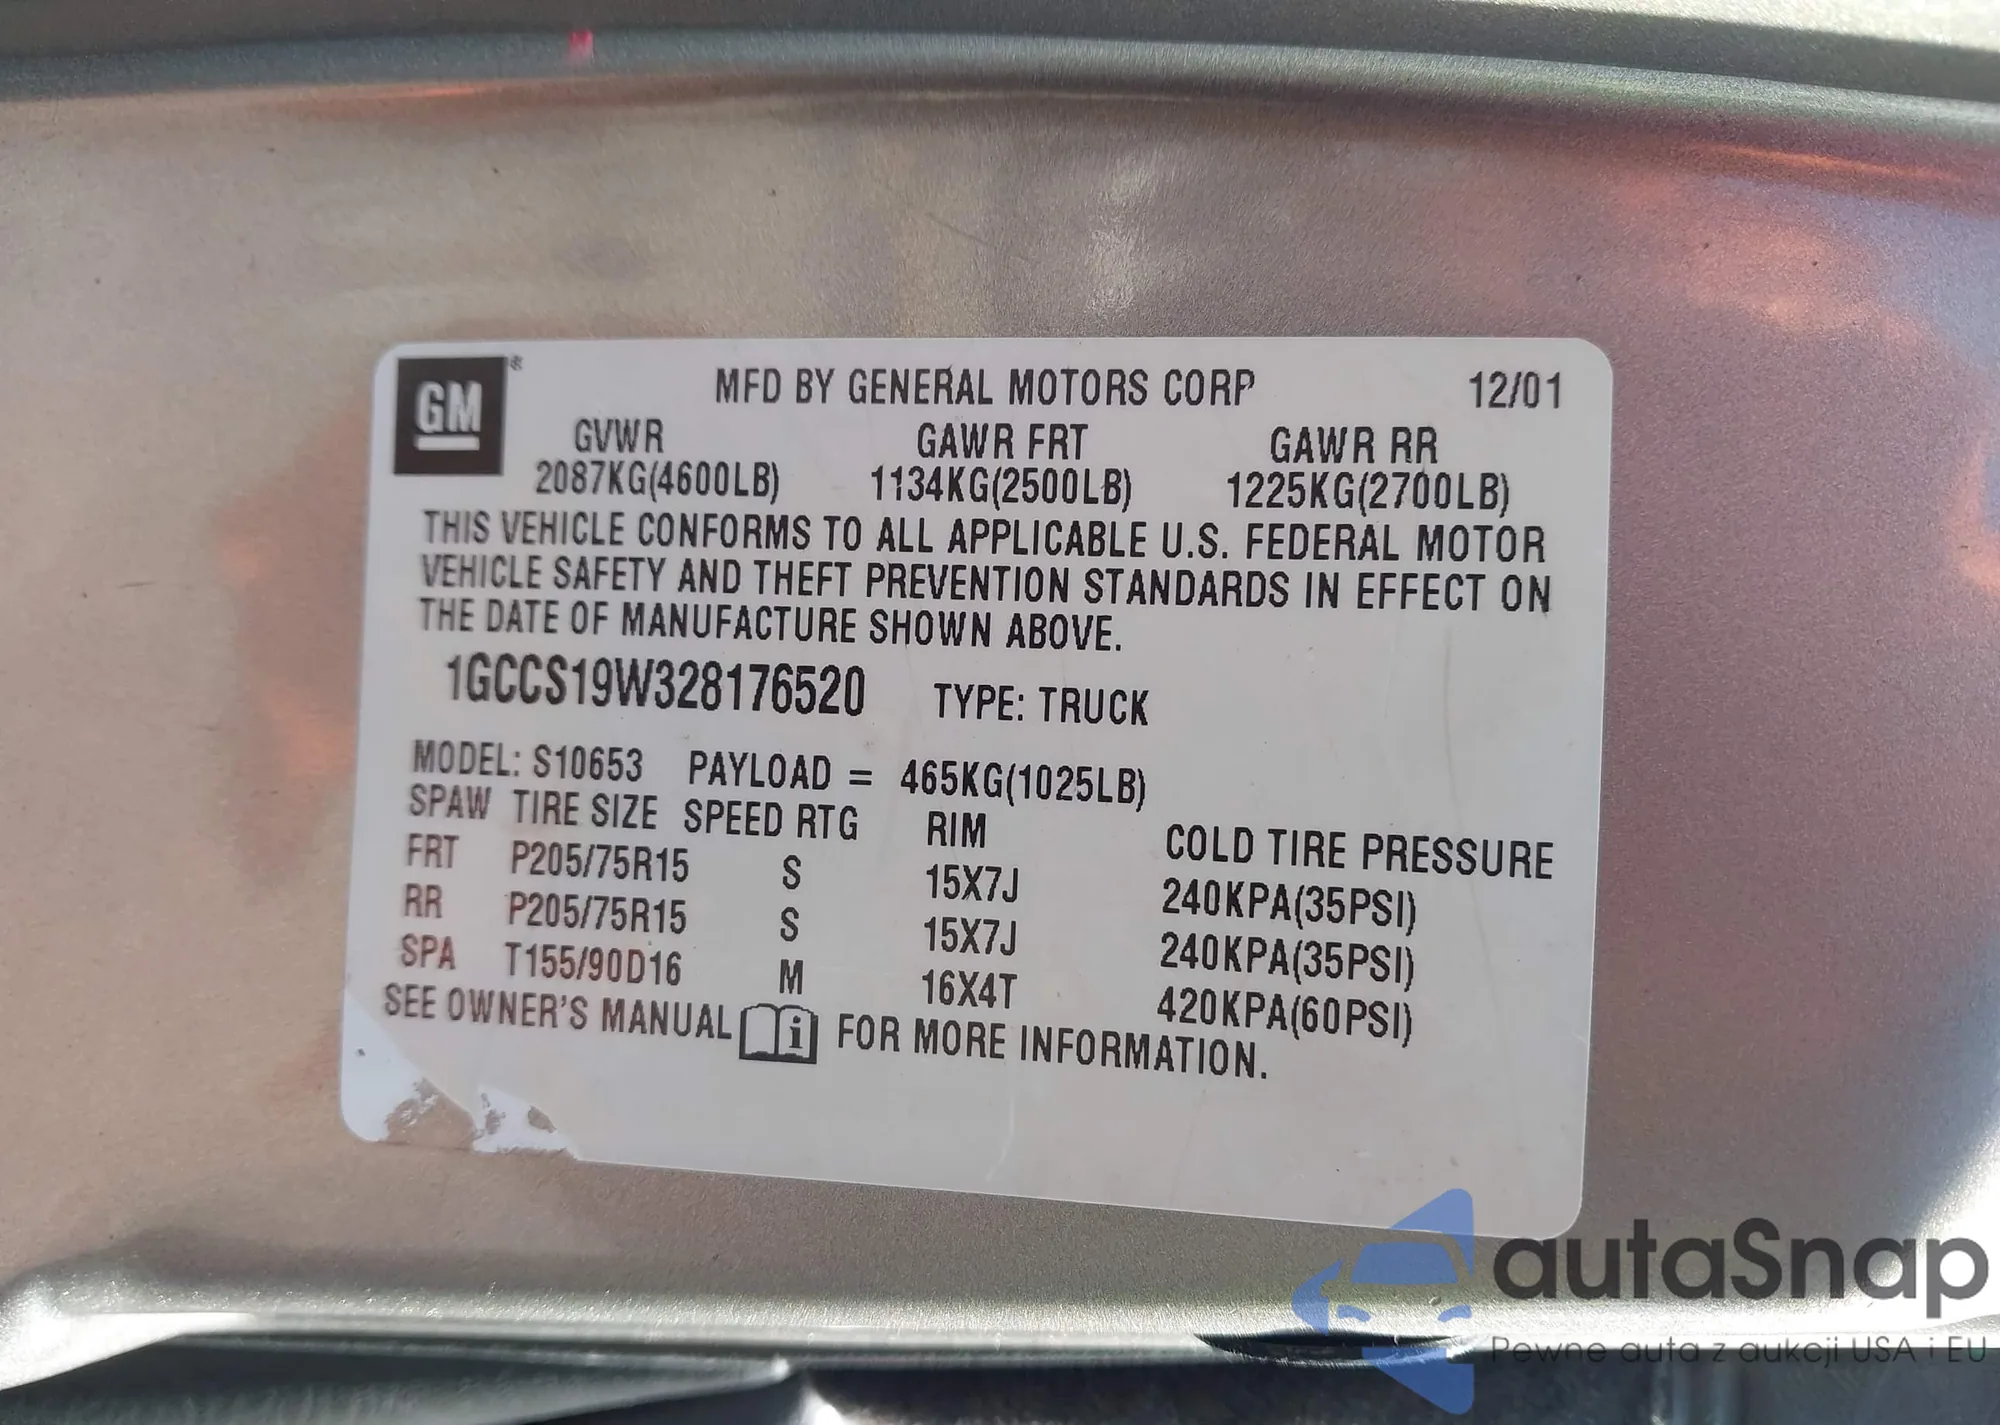 GM®
MFD BY GENERAL MOTORS CORP 12/01
GVWR GAWR FRT GAWR RR
2087KG(4600LB) 1134KG(2500LB) 1225KG(2700LB)
THIS VEHICLE CONFORMS TO ALL APPLICABLE U.S. FEDERAL MOTOR
VEHICLE SAFETY AND THEFT PREVENTION STANDARDS IN EFFECT ON
THE DATE OF MANUFACTURE SHOWN ABOVE.
1GCCS19W328176520 TYPE: TRUCK
MODEL: S10653 PAYLOAD = 465KG(1025LB)
SPAW TIRE SIZE SPEED RTG RIM COLD TIRE PRESSURE
FRT P205/75R15 S 15X7J 240KPA(35PSI)
RR P205/75R15 S 15X7J 240KPA(35PSI)
SPA T155/90D16 M 16X4T 420KPA(60PSI)
SEE OWNER'S MANUAL i FOR MORE INFORMATION.
autaSnap
Pewne auta z aukcji USA i EU